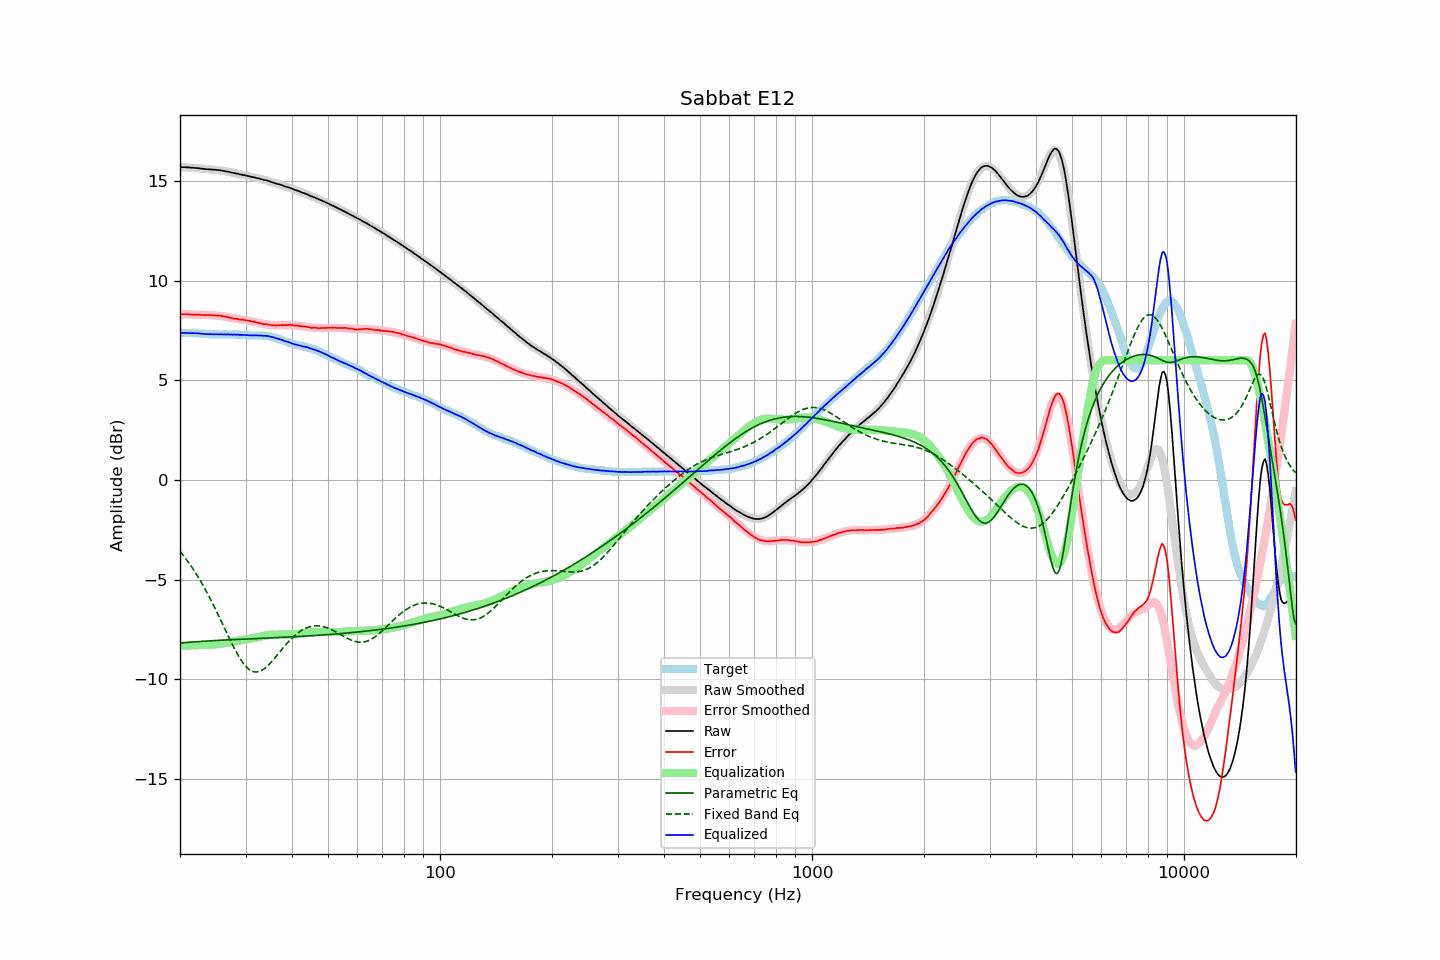 Sabbat E12
Amplitude (dBr)
15
10
5
0
−5
−10
−15
100
1000
10000
Frequency (Hz)
Target
Raw Smoothed
Error Smoothed
Raw
Error
Equalization
Parametric Eq
Fixed Band Eq
Equalized